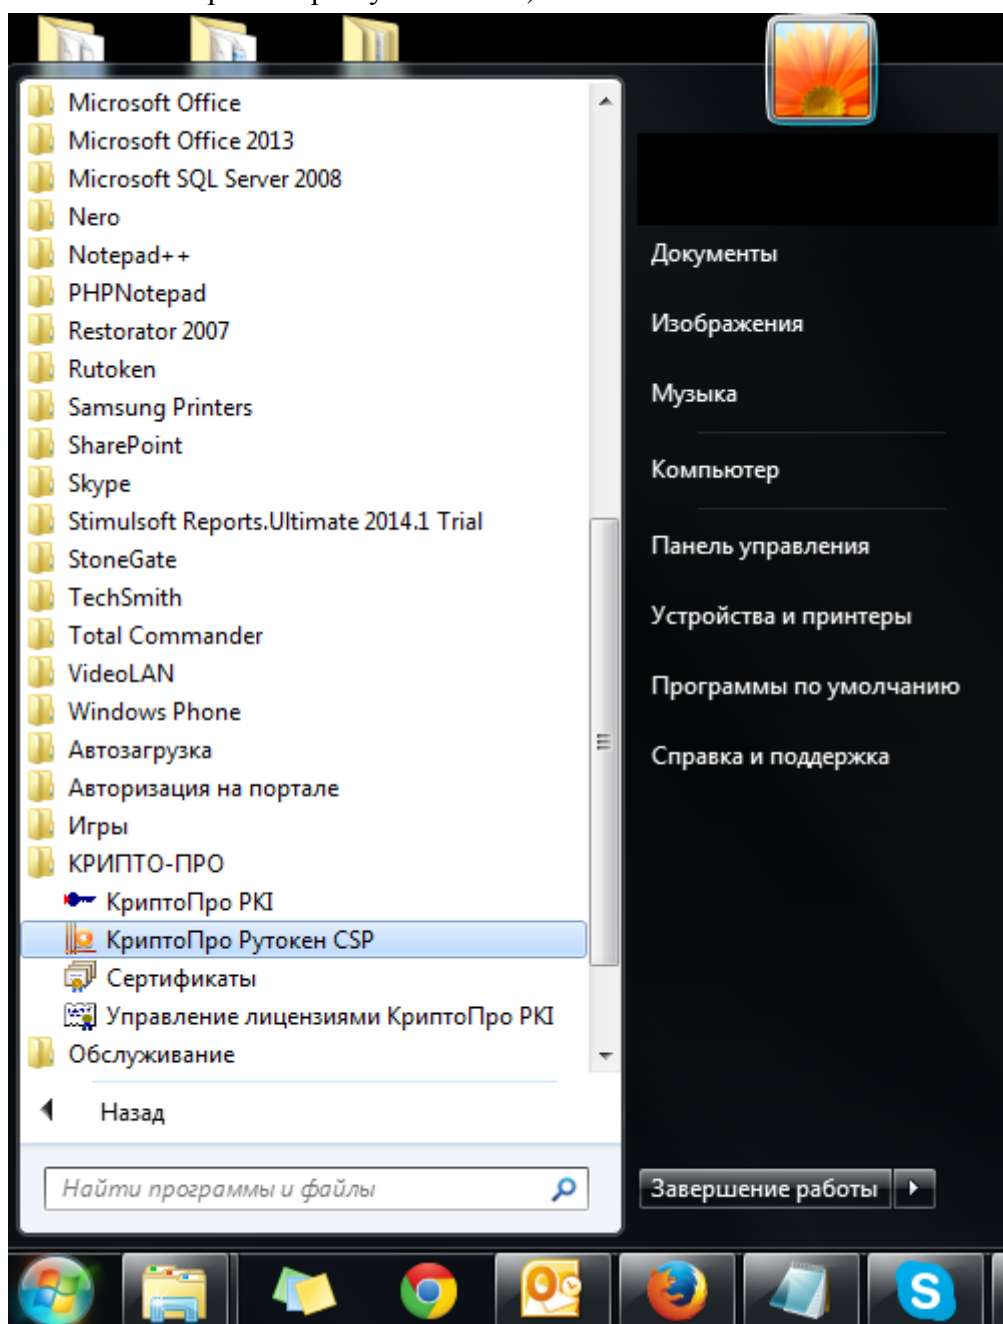 Microsoft Office
Microsoft Office 2013
Microsoft SQL Server 2008
Nero
Notepad++
PHPNotepad
Restorator 2007
Rutoken
Samsung Printers
SharePoint
Skype
Stimulsoft Reports.Ultimate 2014.1 Trial
StoneGate
TechSmith
Total Commander
VideoLAN
Windows Phone
Автозагрузка
Авторизация на портале
Игры
КРИПТО-ПРО
КриптоПро PKI
КриптоПро Рутокен CSP
Сертификаты
Управление лицензиями КриптоПро PKI
Обслуживание
Назад
Найти программы и файлы
Документы
Изображения
Музыка
Компьютер
Панель управления
Устройства и принтеры
Программы по умолчанию
Справка и поддержка
Завершение работы